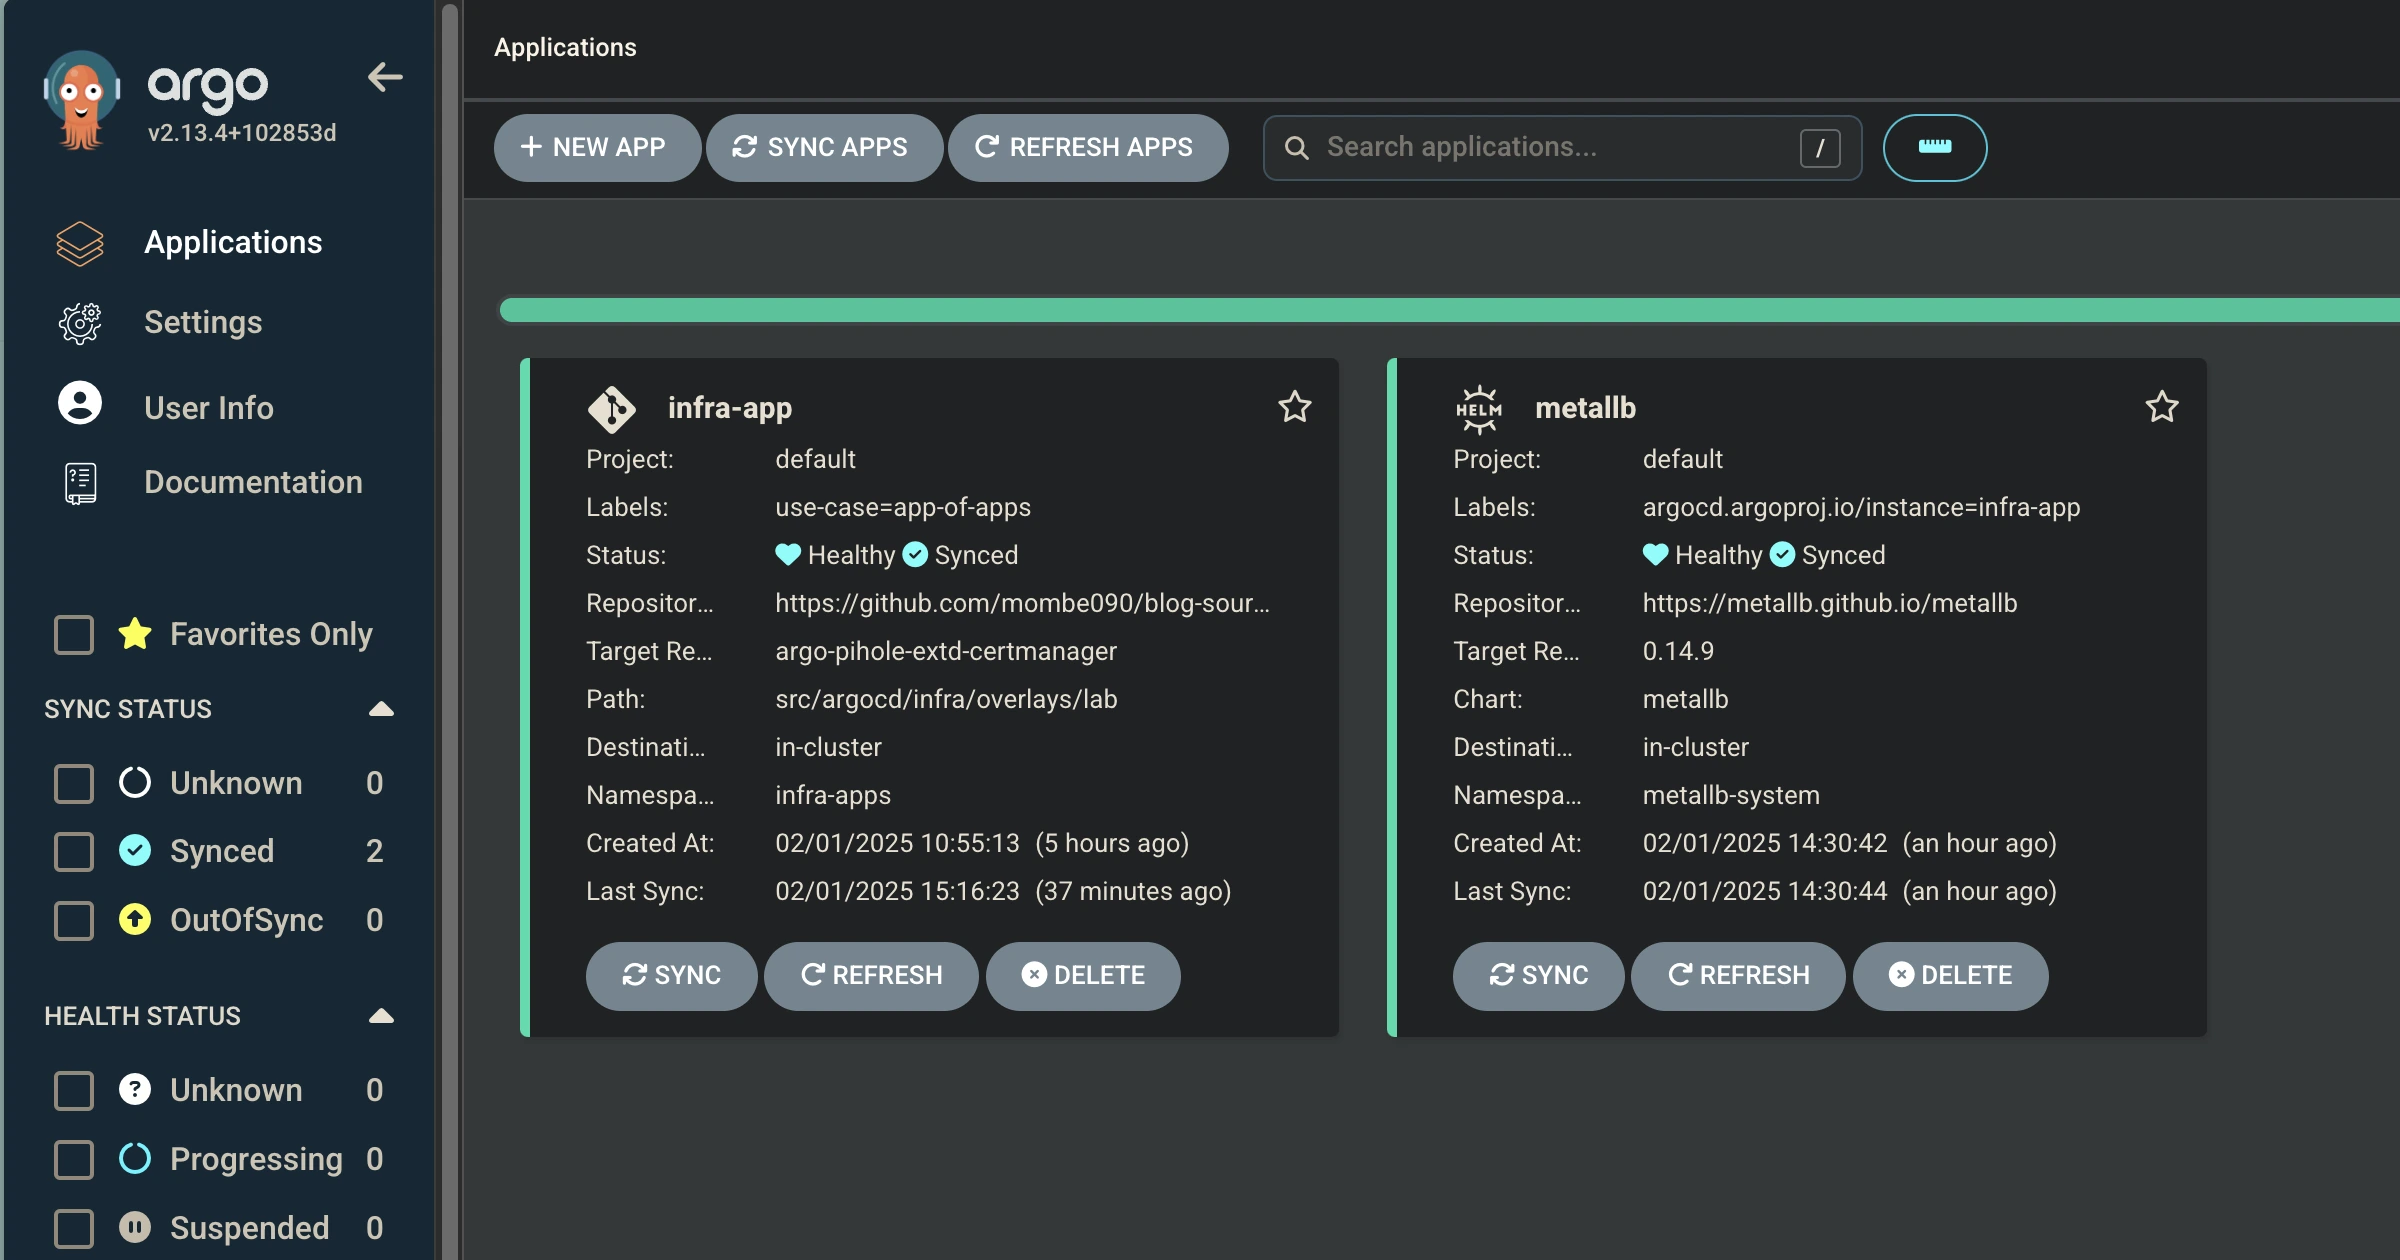 argo
v2.13.4+102853d
Applications
Settings
User Info
Documentation
Favorites Only
SYNC STATUS
Unknown 0
Synced 2
OutOfSync 0
HEALTH STATUS
Unknown 0
Progressing 0
Suspended 0
Applications
NEW APP SYNC APPS REFRESH APPS Search applications... /
infra-app
Project: default
Labels: use-case=app-of-apps
Status: Healthy Synced
Repositor... https://github.com/mombe090/blog-sour...
Target Re... argo-pihole-extd-certmanager
Path: src/argocd/infra/overlays/lab
Destinati... in-cluster
Namespa... infra-apps
Created At: 02/01/2025 10:55:13 (5 hours ago)
Last Sync: 02/01/2025 15:16:23 (37 minutes ago)
SYNC REFRESH DELETE
HELM metallb
Project: default
Labels: argocd.argoproj.io/instance=infra-app
Status: Healthy Synced
Repositor... https://metallb.github.io/metallb
Target Re... 0.14.9
Chart: metallb
Destinati... in-cluster
Namespa... metallb-system
Created At: 02/01/2025 14:30:42 (an hour ago)
Last Sync: 02/01/2025 14:30:44 (an hour ago)
SYNC REFRESH DELETE